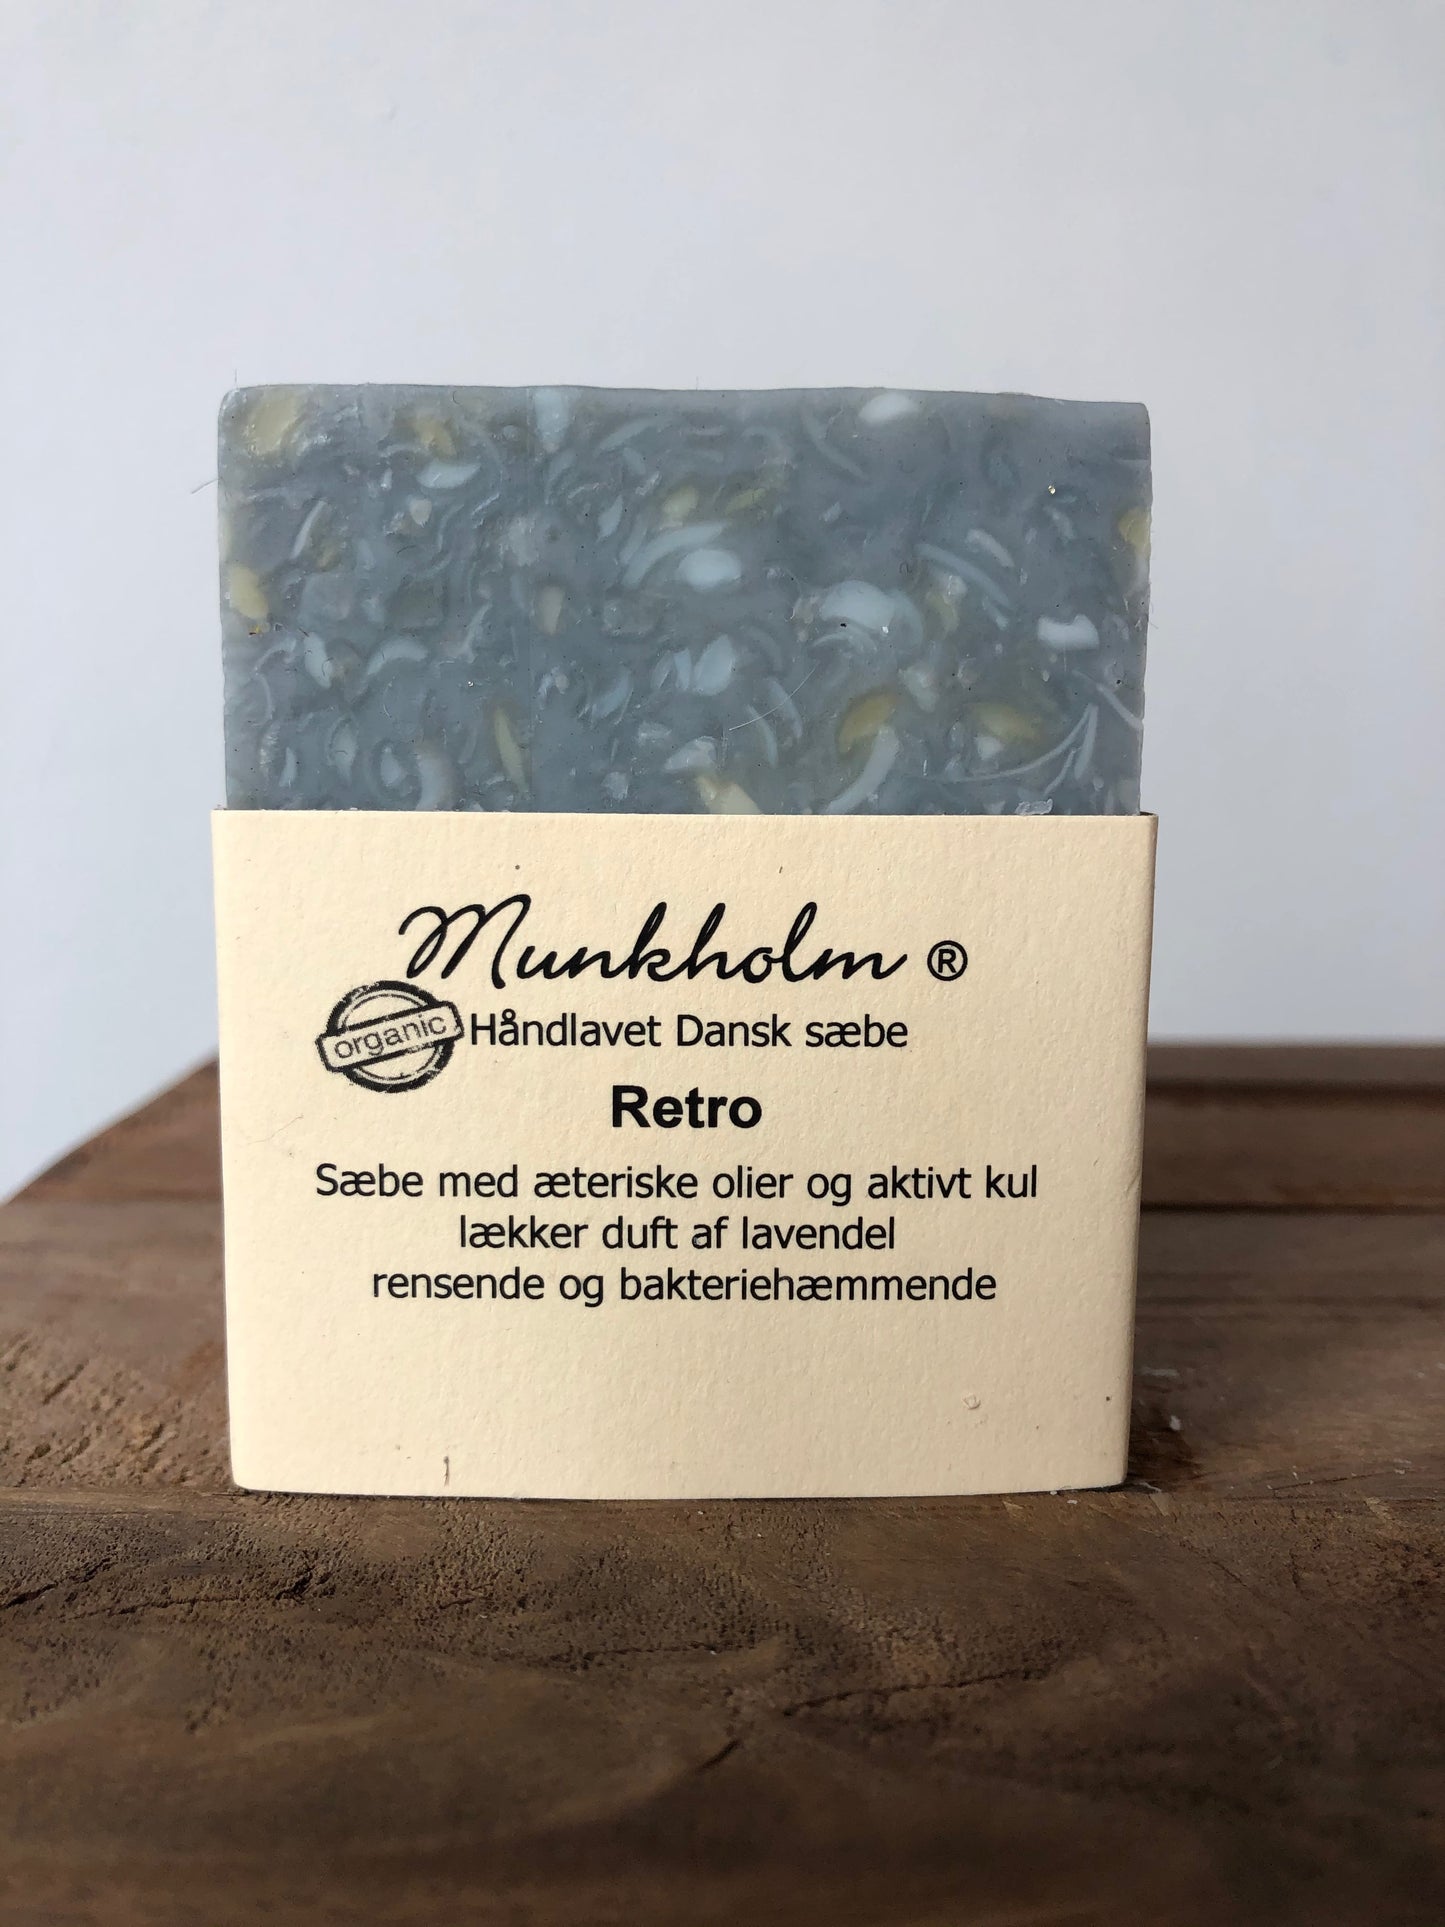 Munkholm ®
organic
Håndlavet Dansk sæbe
Retro
Sæbe med æteriske olier og aktivt kul
lækker duft af lavendel
rensende og bakteriehæmmende